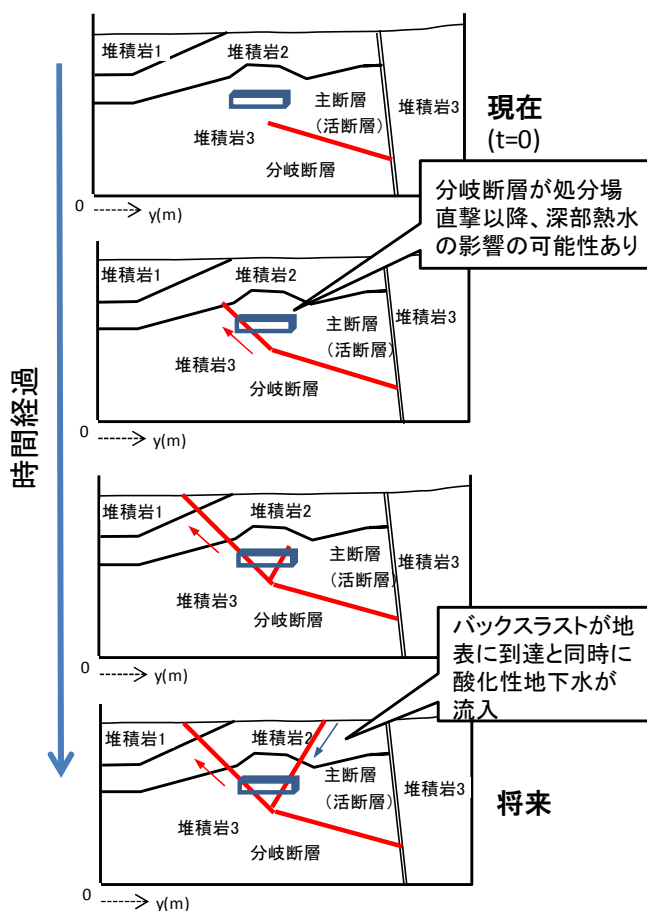 時間経過
堆積岩1
堆積岩2
主断層
(活断層)
堆積岩3
堆積岩3
分岐断層
0
y(m)
現在
(t=0)
分岐断層が処分場
直撃以降、深部熱水
の影響の可能性あり
堆積岩1
堆積岩2
主断層
(活断層)
堆積岩3
堆積岩3
分岐断層
0
y(m)
堆積岩1
堆積岩2
主断層
(活断層)
堆積岩3
堆積岩3
分岐断層
0
y(m)
バックスラストが地
表に到達と同時に
酸化性地下水が
流入
堆積岩1
堆積岩2
主断層
(活断層)
堆積岩3
堆積岩3
分岐断層
0
y(m)
将来